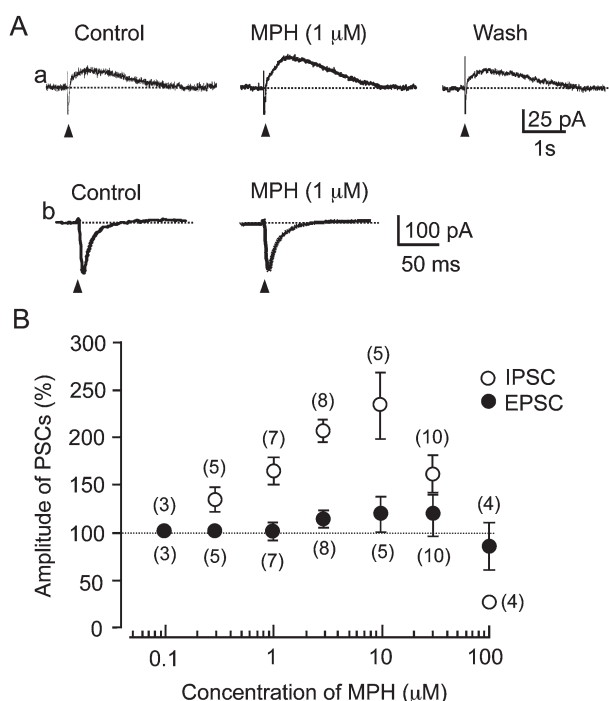 A
Control MPH (1 μM) Wash
a
25 pA
1s
Control MPH (1 μM)
b
100 pA
50 ms
B
300
250
200
150
100
50
0
Amplitude of PSCs (%)
(5)
(8)
(10)
(7)
(5)
(3)
(4)
(3) (5) (7) (8) (5) (10)
(4)
IPSC
EPSC
0.1 1 10 100
Concentration of MPH (μM)